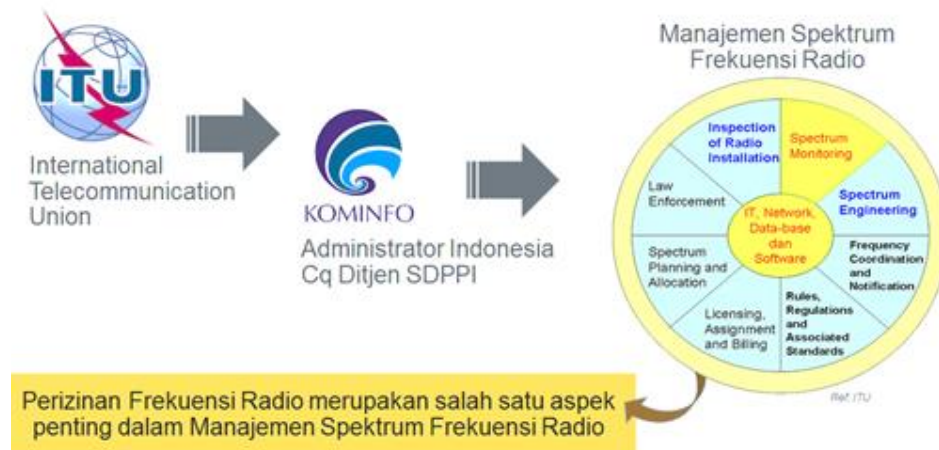 ITU
International
Telecommunication
Union
KOMINFO
Administrator Indonesia
Cq Ditjen SDPPI
Manajemen Spektrum
Frekuensi Radio
Inspection
of Radio
Installation
Spectrum
Monitoring
Law
Enforcement
Spectrum
Engineering
IT, Network,
Data-base
dan
Software
Spectrum
Planning and
Allocation
Frequency
Coordination
and
Notification
Licensing,
Assignment
and Billing
Rules,
Regulations
and
Associated
Standards
Ref: ITU
Perizinan Frekuensi Radio merupakan salah satu aspek
penting dalam Manajemen Spektrum Frekuensi Radio